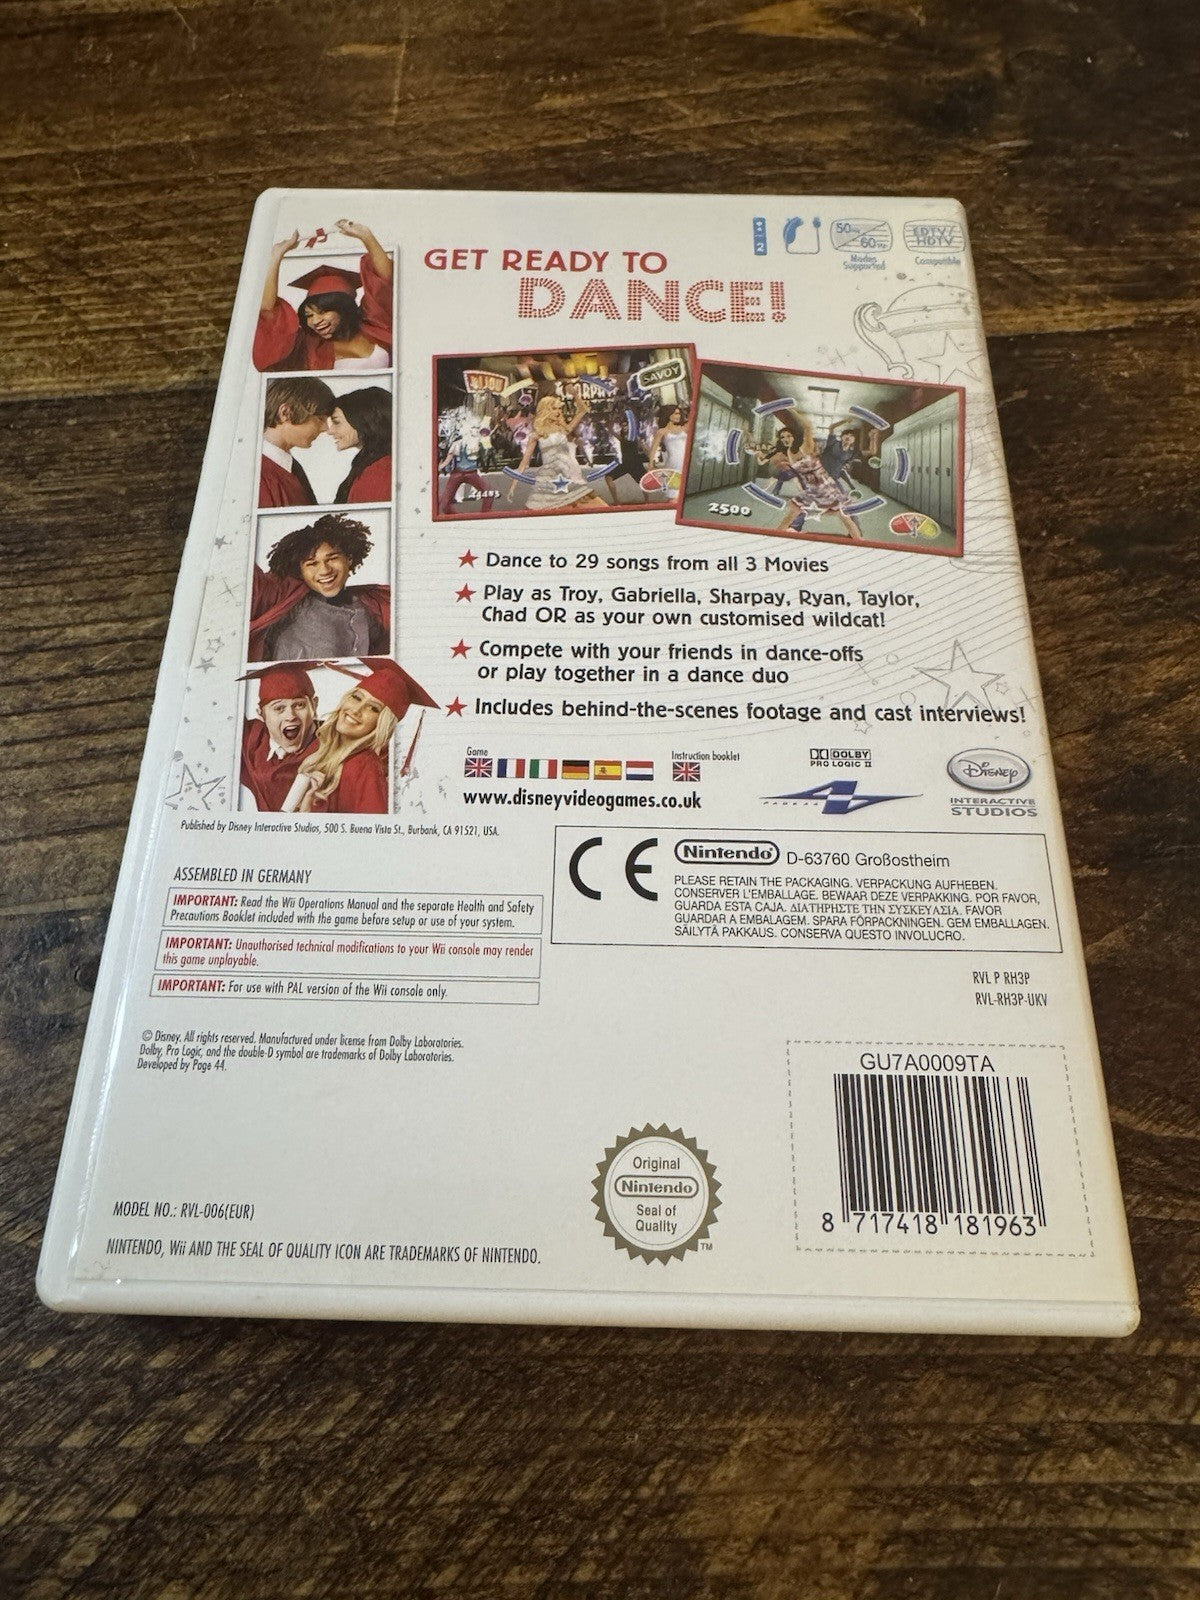 GET READY TO
DANCE!
1-2
50Hz
60Hz
Modes
Supported
EDTV/
HDTV
Compatible
BIJOU
SAVOY
2500
Dance to 29 songs from all 3 Movies
Play as Troy, Gabriella, Sharpay, Ryan, Taylor,
Chad OR as your own customised wildcat!
Compete with your friends in dance-offs
or play together in a dance duo
Includes behind-the-scenes footage and cast interviews!
Game
Instruction booklet
www.disneyvideogames.co.uk
DOLBY
PRO LOGIC II
PAGE 44
Disney
INTERACTIVE
STUDIOS
Published by Disney Interactive Studios, 500 S. Buena Vista St., Burbank, CA 91521, USA.
ASSEMBLED IN GERMANY
IMPORTANT: Read the Wii Operations Manual and the separate Health and Safety
Precautions Booklet included with the game before setup or use of your system.
IMPORTANT: Unauthorised technical modifications to your Wii console may render
this game unplayable.
IMPORTANT: For use with PAL version of the Wii console only.
CE
Nintendo D-63760 Großostheim
PLEASE RETAIN THE PACKAGING. VERPACKUNG AUFHEBEN.
CONSERVER L'EMBALLAGE. BEWAAR DEZE VERPAKKING. POR FAVOR,
GUARDA ESTA CAJA. ΔΙΑΤΗΡΗΣΤΕ ΤΗΝ ΣΥΣΚΕΥΑΣΙΑ. FAVOR
GUARDAR A EMBALAGEM. SPARA FÖRPACKNINGEN. GEM EMBALLAGEN.
SÄILYTÄ PAKKAUS. CONSERVA QUESTO INVOLUCRO.
RVL P RH3P
RVL-RH3P-UKV
© Disney. All rights reserved. Manufactured under license from Dolby Laboratories.
Dolby, Pro Logic, and the double-D symbol are trademarks of Dolby Laboratories.
Developed by Page 44.
GU7A0009TA
8 717418 181963
Original
Nintendo
Seal of
Quality
TM
MODEL NO.: RVL-006(EUR)
NINTENDO, Wii AND THE SEAL OF QUALITY ICON ARE TRADEMARKS OF NINTENDO.